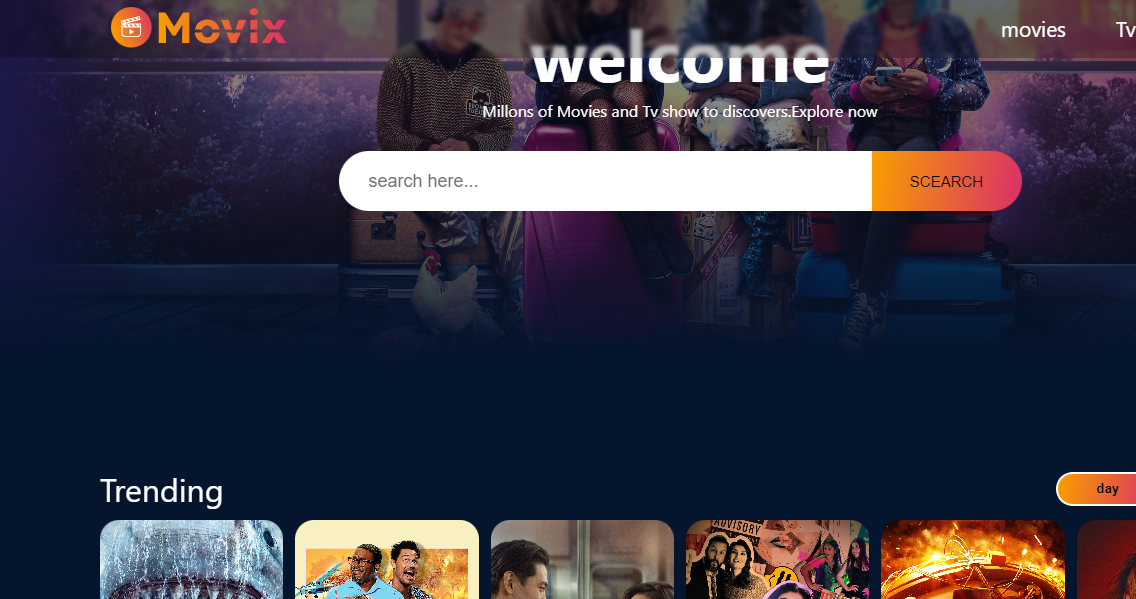 Movix
movies
Tv
welcome
Millons of Movies and Tv show to discovers.Explore now
search here...
SCEARCH
Trending
day
ADVISORY